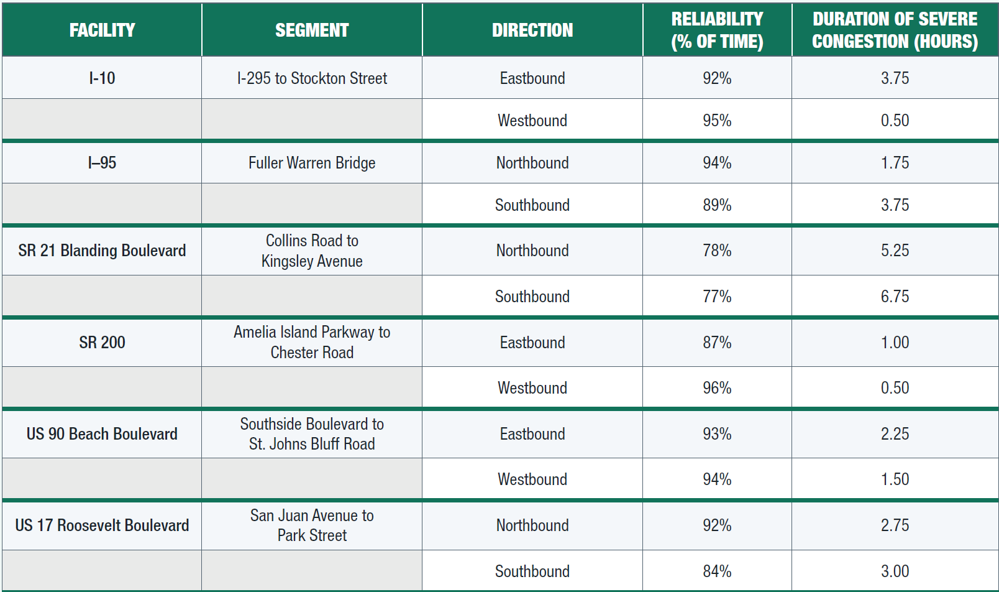 FACILITY SEGMENT DIRECTION RELIABILITY (% OF TIME) DURATION OF SEVERE CONGESTION (HOURS)
I-10 I-295 to Stockton Street Eastbound 92% 3.75
Westbound 95% 0.50
I–95 Fuller Warren Bridge Northbound 94% 1.75
Southbound 89% 3.75
SR 21 Blanding Boulevard Collins Road to Kingsley Avenue Northbound 78% 5.25
Southbound 77% 6.75
SR 200 Amelia Island Parkway to Chester Road Eastbound 87% 1.00
Westbound 96% 0.50
US 90 Beach Boulevard Southside Boulevard to St. Johns Bluff Road Eastbound 93% 2.25
Westbound 94% 1.50
US 17 Roosevelt Boulevard San Juan Avenue to Park Street Northbound 92% 2.75
Southbound 84% 3.00